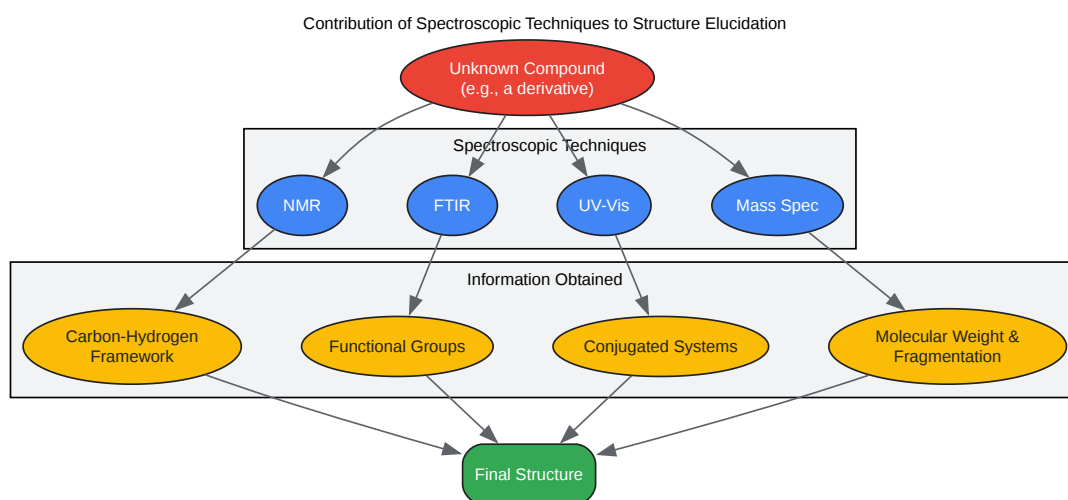 Contribution of Spectroscopic Techniques to Structure Elucidation
Unknown Compound
(e.g., a derivative)
Spectroscopic Techniques
NMR
FTIR
UV-Vis
Mass Spec
Information Obtained
Carbon-Hydrogen
Framework
Functional Groups
Conjugated Systems
Molecular Weight &
Fragmentation
Final Structure